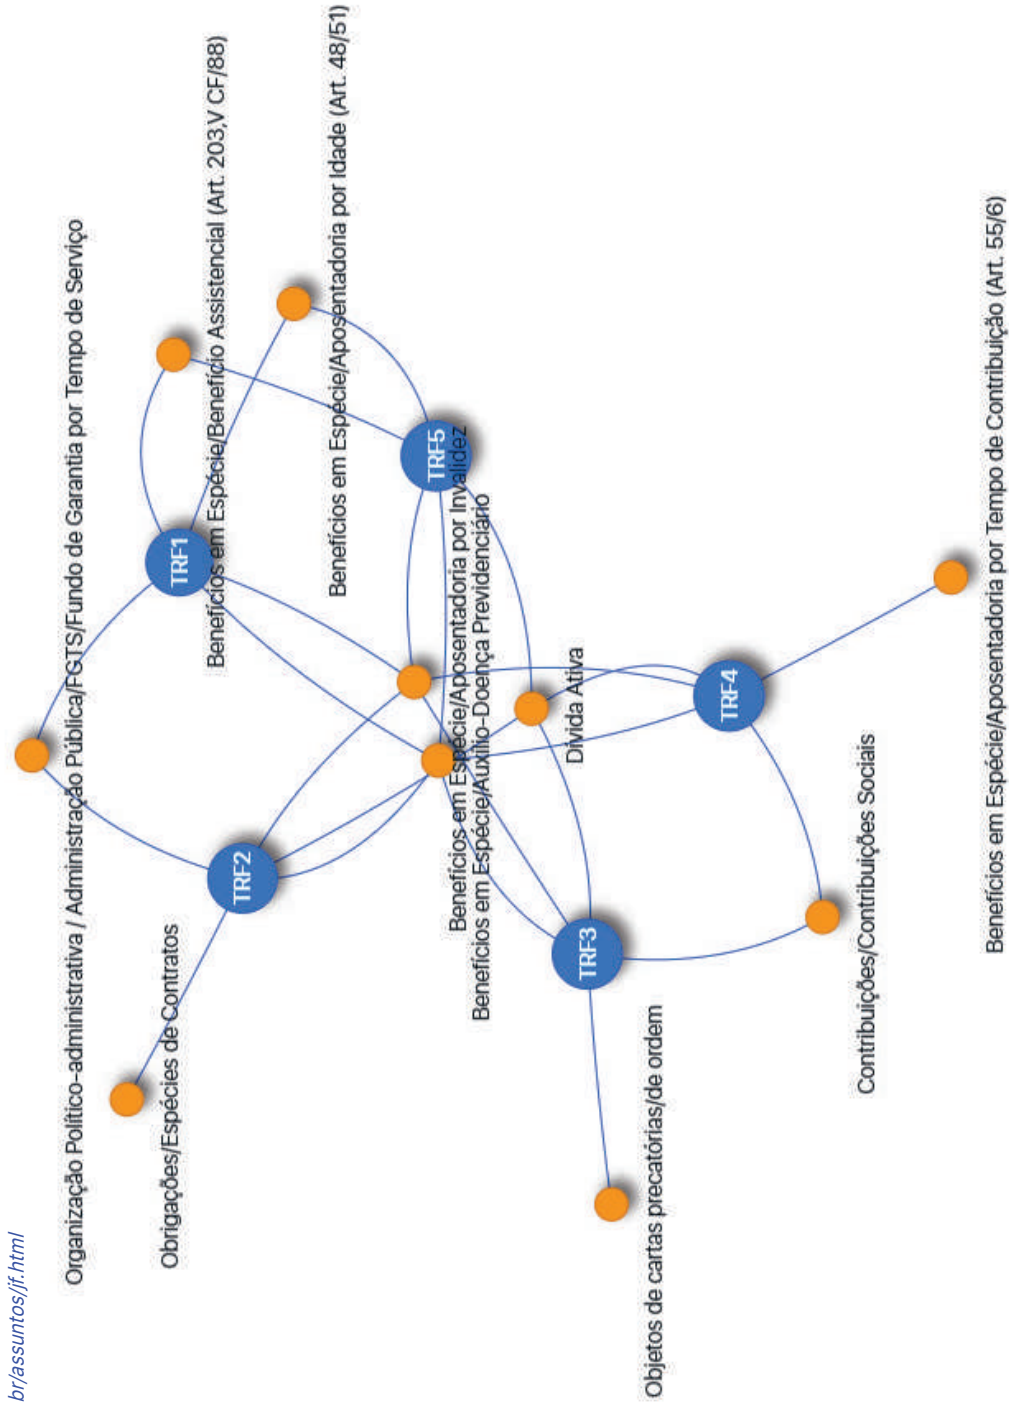 br/assuntos/jf.html
Organização Político-administrativa / Administração Pública/FGTS/Fundo de Garantia por Tempo de Serviço
Obrigações/Espécies de Contratos
TRF1
Benefícios em Espécie/Benefício Assistencial (Art. 203,V CF/88)
TRF2
Benefícios em Espécie/Aposentadoria por Idade (Art. 48/51)
TRF5
Benefícios em Espécie/Aposentadoria por Invalidez
Benefícios em Espécie/Auxílio-Doença Previdenciário
Dívida Ativa
TRF3
Objetos de cartas precatórias/de ordem
TRF4
Contribuições/Contribuições Sociais
Benefícios em Espécie/Aposentadoria por Tempo de Contribuição (Art. 55/6)